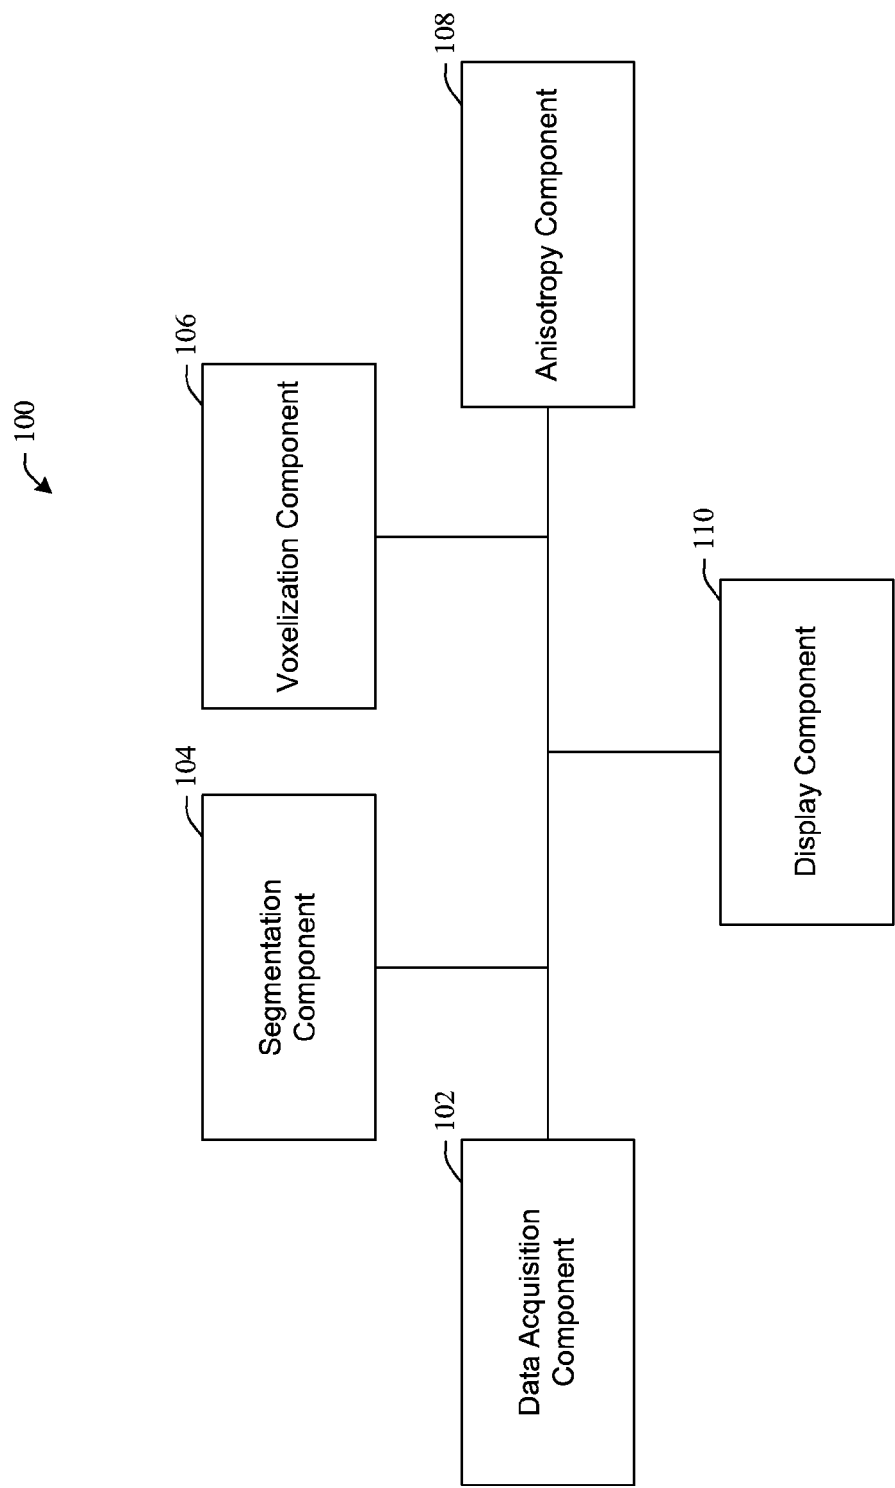 100
104
Segmentation
Component
106
Voxelization Component
102
Data Acquisition
Component
108
Anisotropy Component
110
Display Component